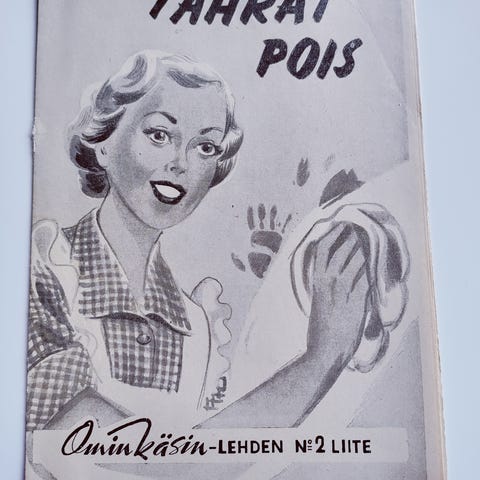 TAHRAT
POIS
Omin käsin-LEHDEN No 2 LIITE